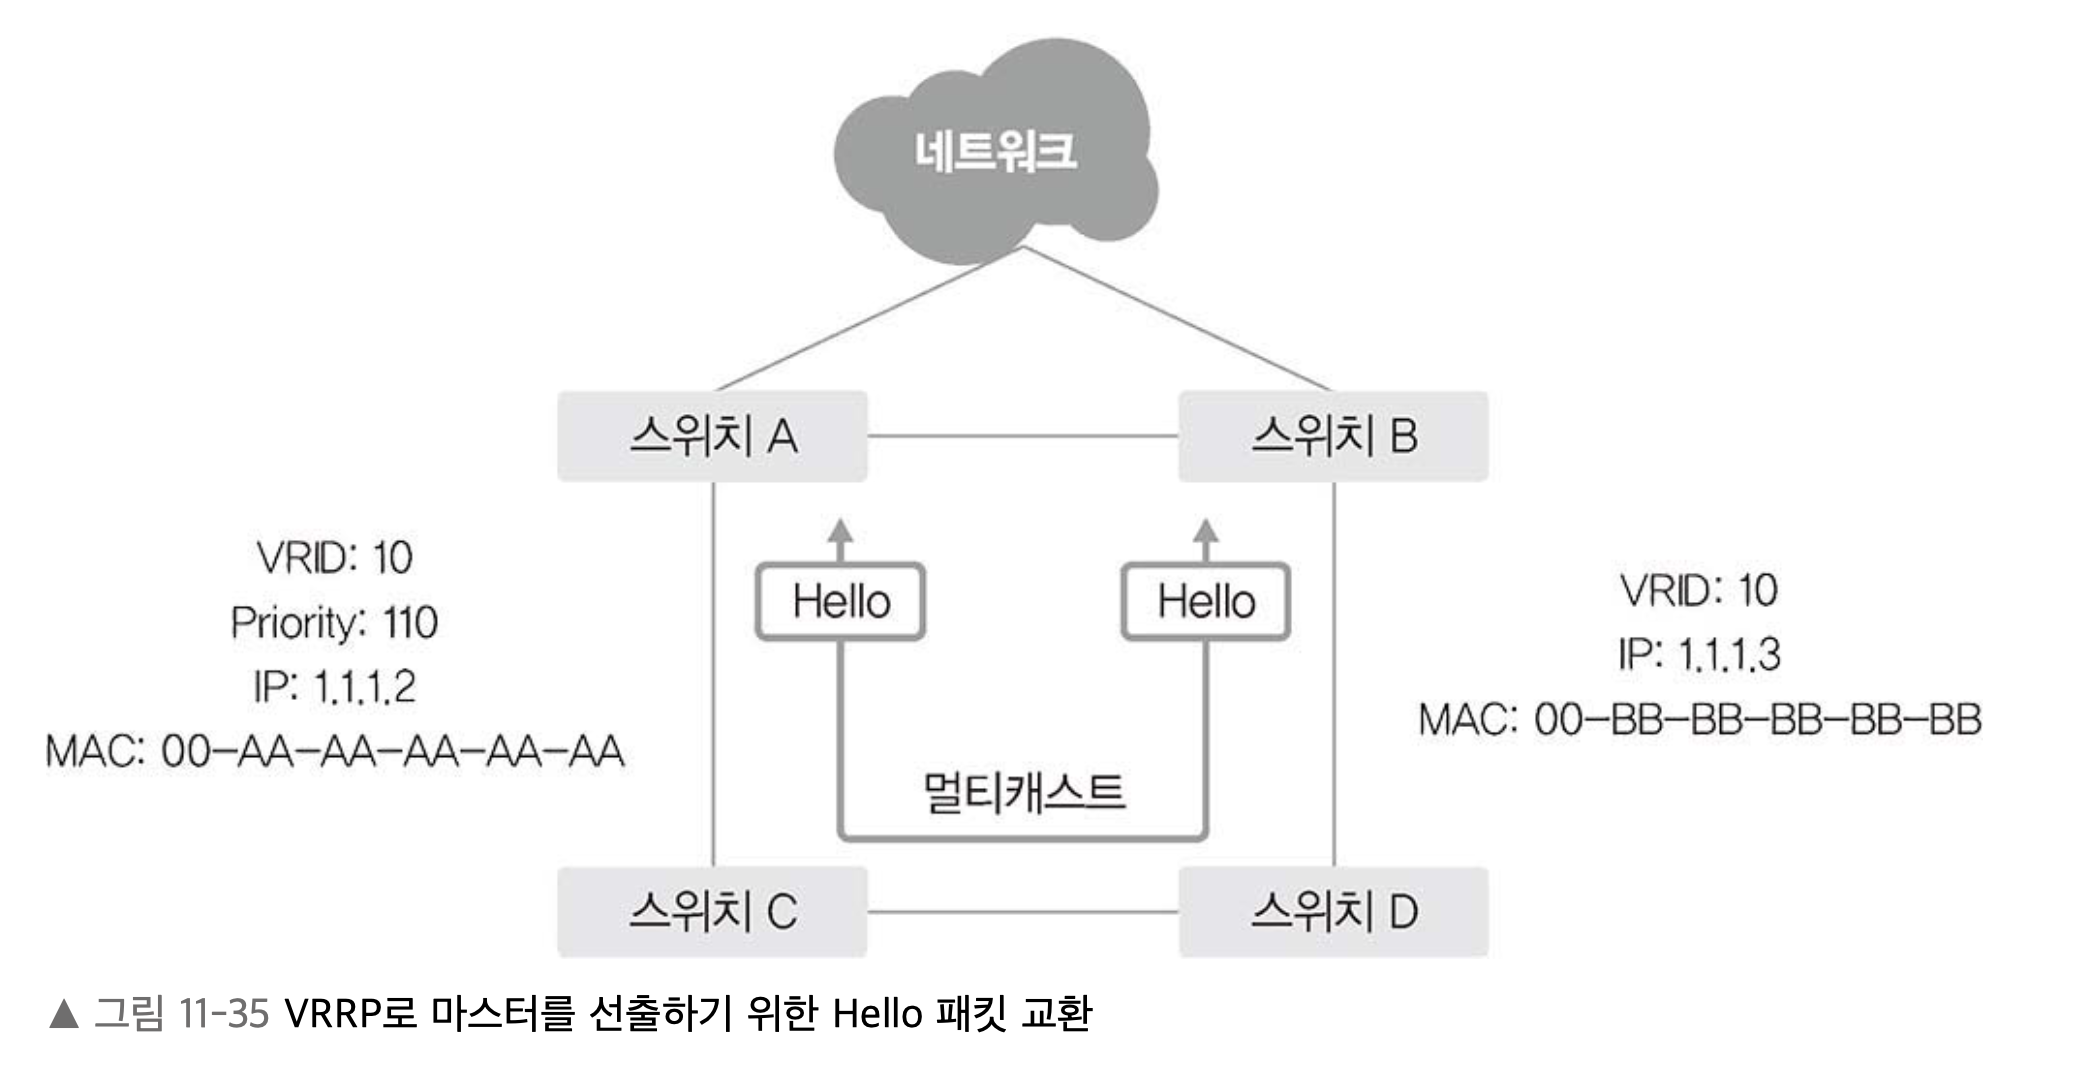 네트워크
스위치 A
스위치 B
VRID: 10
Priority: 110
IP: 1.1.1.2
MAC: 00-AA-AA-AA-AA-AA
Hello
Hello
멀티캐스트
VRID: 10
IP: 1.1.1.3
MAC: 00-BB-BB-BB-BB-BB
스위치 C
스위치 D
▲ 그림 11-35 VRRP로 마스터를 선출하기 위한 Hello 패킷 교환